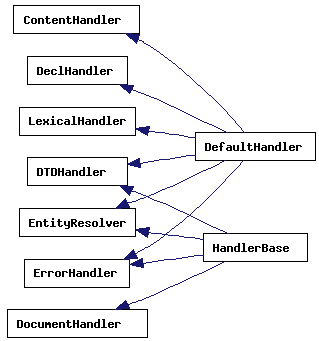 ContentHandler
DeclHandler
LexicalHandler
DefaultHandler
DTDHandler
EntityResolver
HandlerBase
ErrorHandler
DocumentHandler